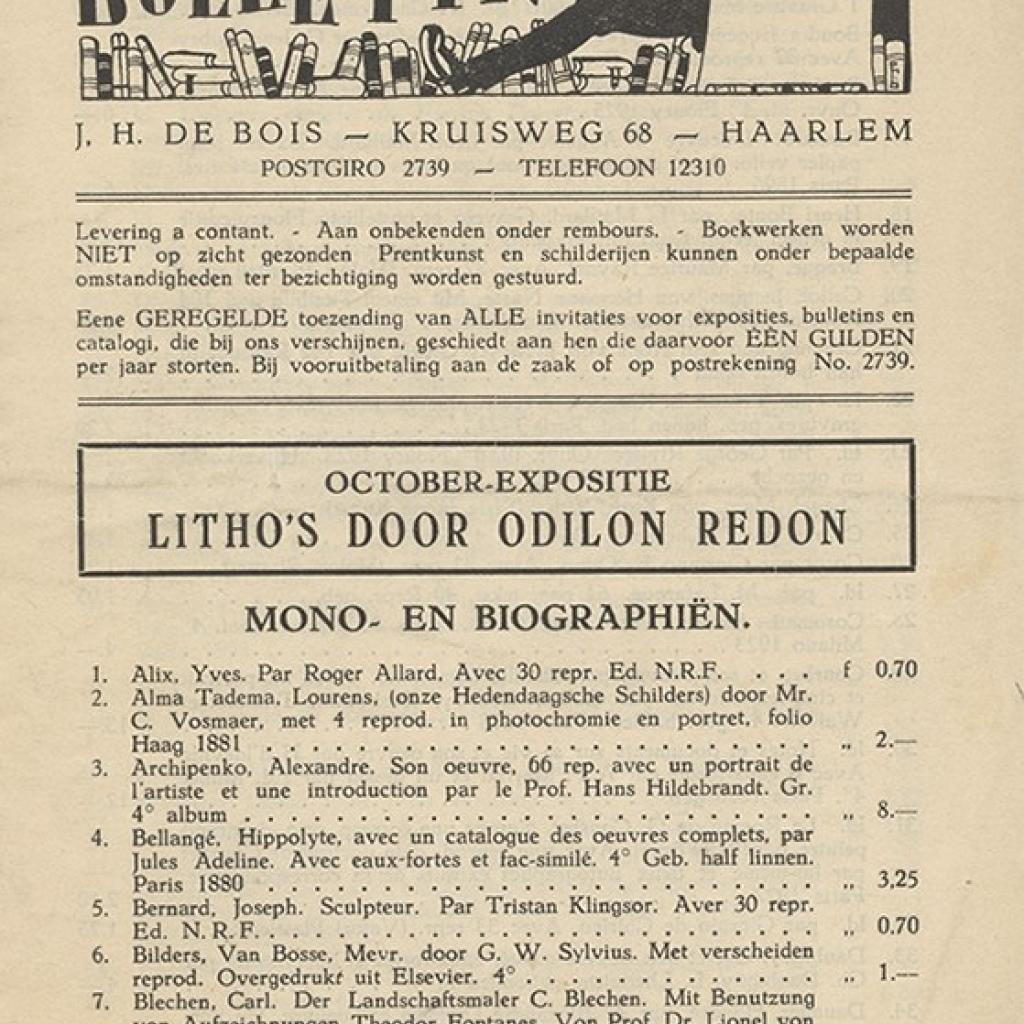 BULLETIN
J. H. DE BOIS — KRUISWEG 68 — HAARLEM
POSTGIRO 2739 — TELEFOON 12310
Levering a contant. - Aan onbekenden onder rembours. - Boekwerken worden
NIET op zicht gezonden Prentkunst en schilderijen kunnen onder bepaalde
omstandigheden ter bezichtiging worden gestuurd.
Eene GEREGELDE toezending van ALLE invitaties voor exposities, bulletins en
catalogi, die bij ons verschijnen, geschiedt aan hen die daarvoor ÉÉN GULDEN
per jaar storten. Bij vooruitbetaling aan de zaak of op postrekening No. 2739.
OCTOBER-EXPOSITIE
LITHO'S DOOR ODILON REDON
MONO- EN BIOGRAPHIËN.
1. Alix, Yves. Par Roger Allard. Avec 30 repr. Ed. N.R.F. . . . f 0.70
2. Alma Tadema, Lourens, (onze Hedendaagsche Schilders) door Mr.
C. Vosmaer, met 4 reprod. in photochromie en portret, folio
Haag 1881 . . . . . . . . . . . . . . . . . . . . . . . „ 2.—
3. Archipenko, Alexandre. Son oeuvre, 66 rep. avec un portrait de
l'artiste et une introduction par le Prof. Hans Hildebrandt. Gr.
4° album . . . . . . . . . . . . . . . . . . . . . . . . „ 8.—
4. Bellangé, Hippolyte, avec un catalogue des oeuvres complets, par
Jules Adeline. Avec eaux-fortes et fac-similé. 4° Geb. half linnen.
Paris 1880 . . . . . . . . . . . . . . . . . . . . . . . „ 3,25
5. Bernard, Joseph. Sculpteur. Par Tristan Klingsor. Aver 30 repr.
Ed. N. R. F. . . . . . . . . . . . . . . . . . . . . . . . „ 0.70
6. Bilders, Van Bosse, Mevr. door G. W. Sylvius. Met verscheiden
reprod. Overgedrukt uit Elsevier. 4° . . . . . . . . . . . . „ 1.—
7. Blechen, Carl. Der Landschaftsmaler C. Blechen. Mit Benutzung
von Aufzeichnungen Theodor Fontanes. Von Prof. Dr. Lionel von